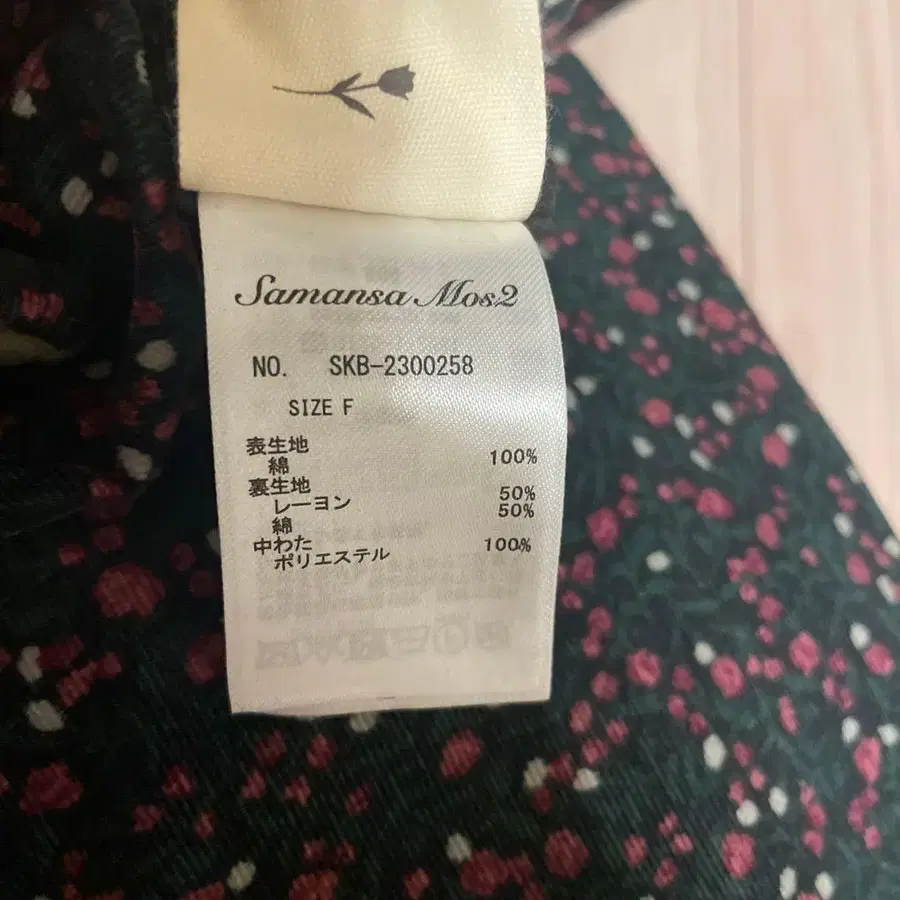 Samansa Mos2
NO. SKB-2300258
SIZE F
表生地
綿 100%
裏生地
レーヨン 50%
綿 50%
中わた
ポリエステル 100%